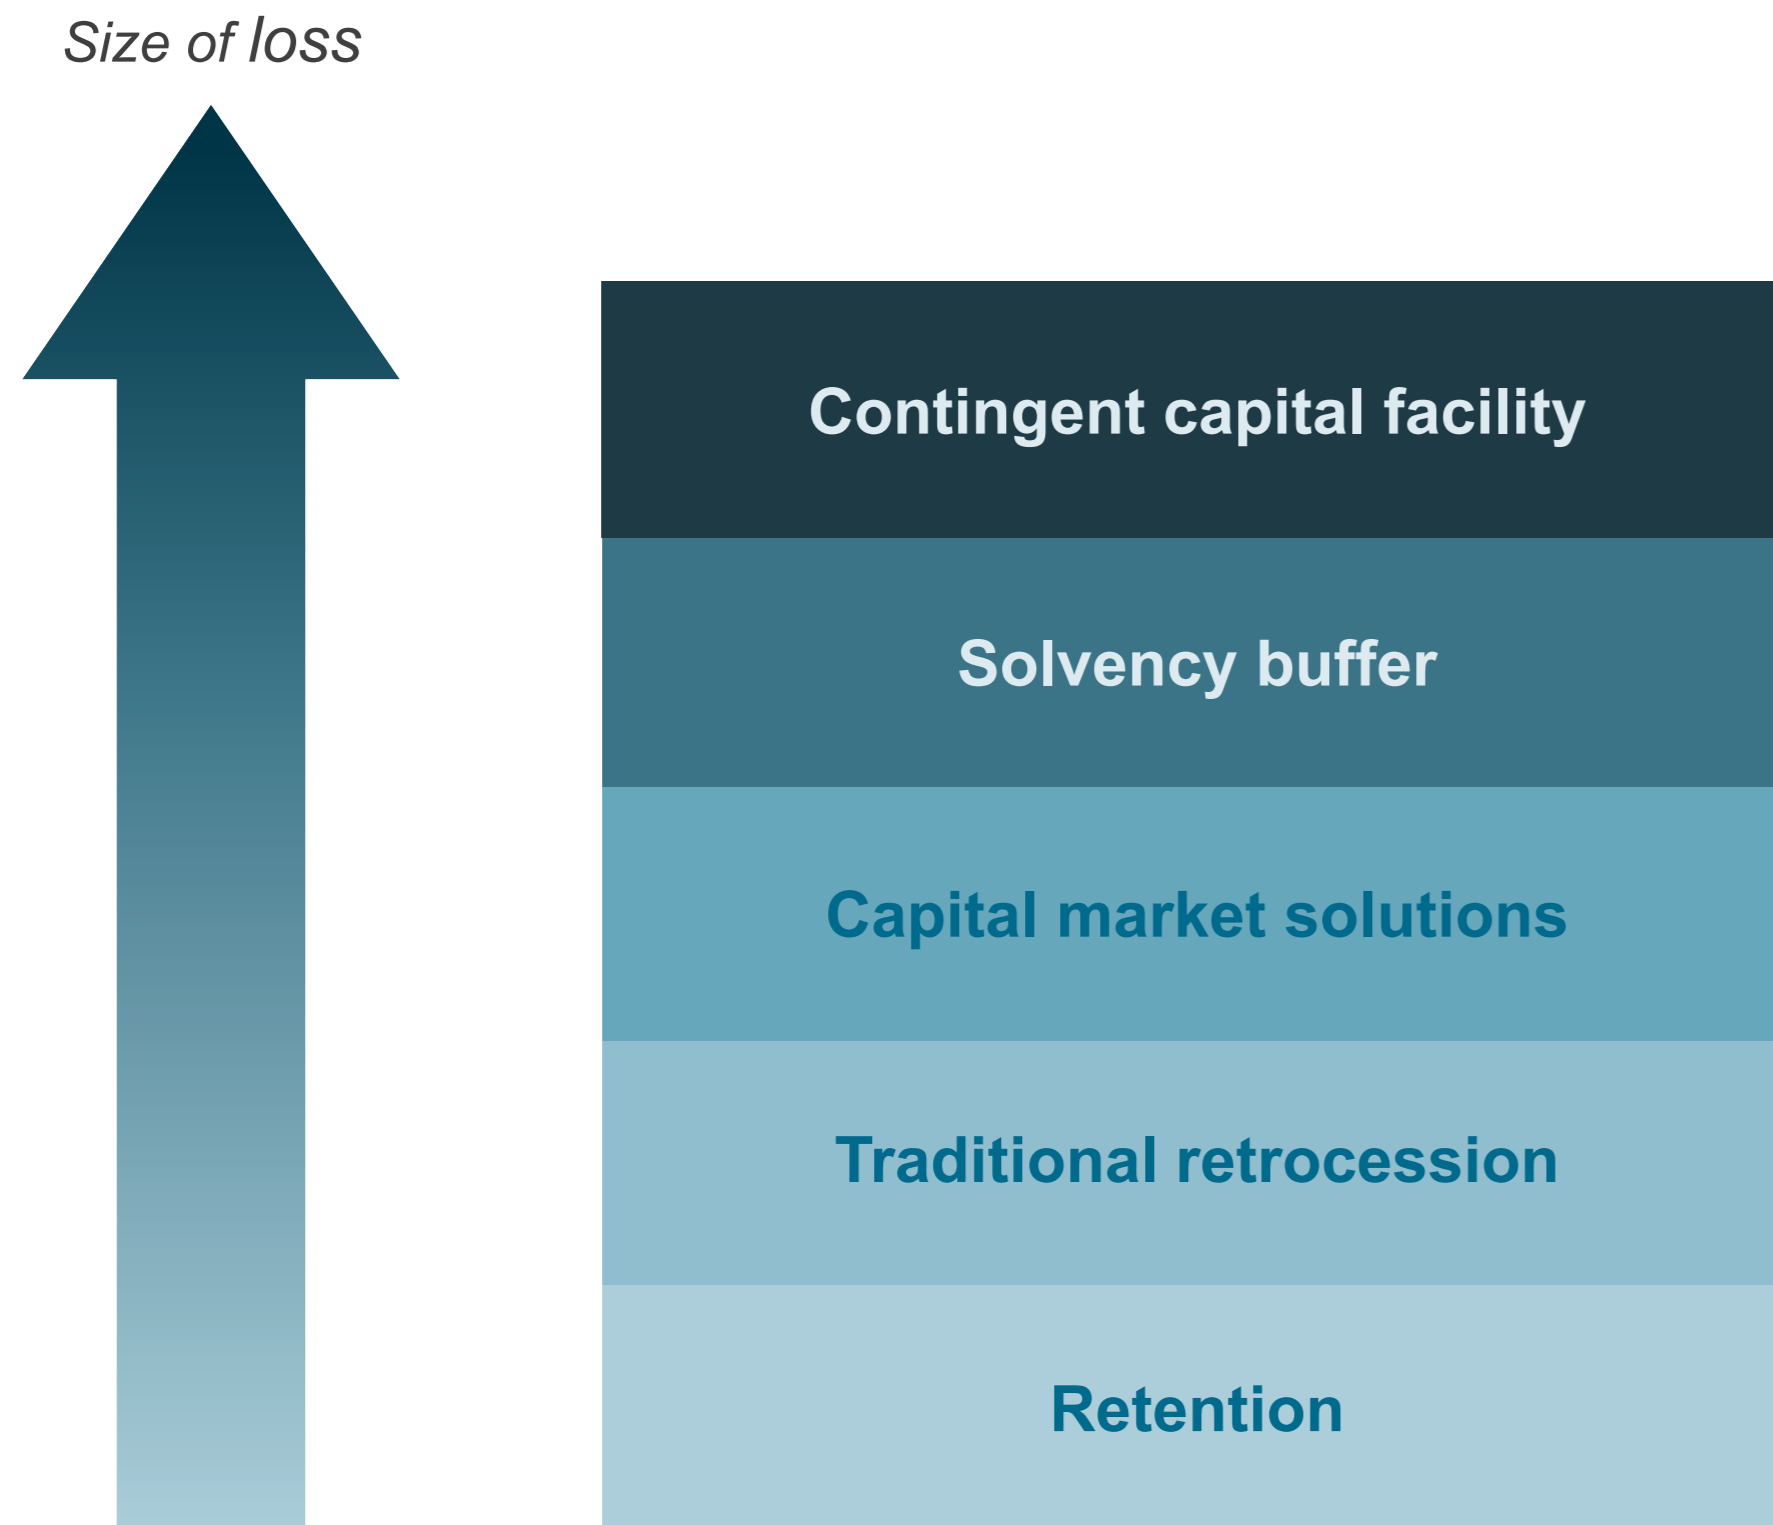 Size of loss
Contingent capital facility
Solvency buffer
Capital market solutions
Traditional retrocession
Retention